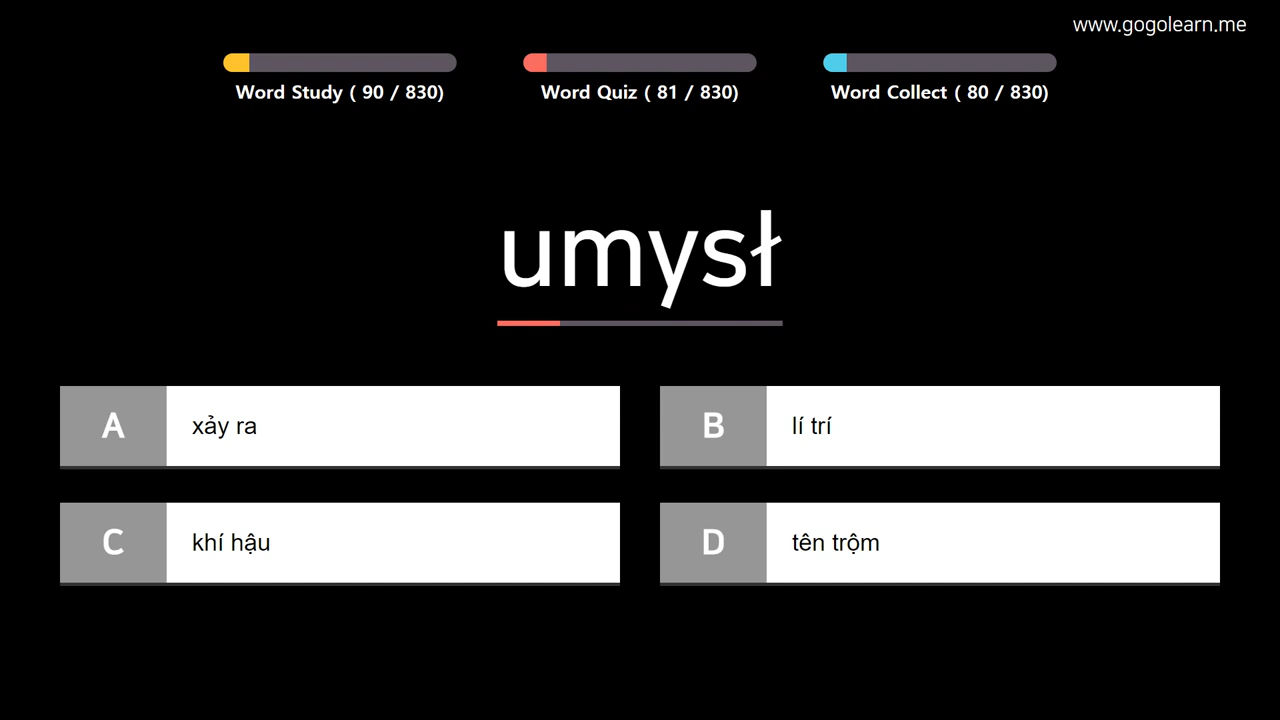 www.gogolearn.me
Word Study ( 90 / 830)
Word Quiz ( 81 / 830)
Word Collect ( 80 / 830)
umysł
A xảy ra
B lí trí
C khí hậu
D tên trộm